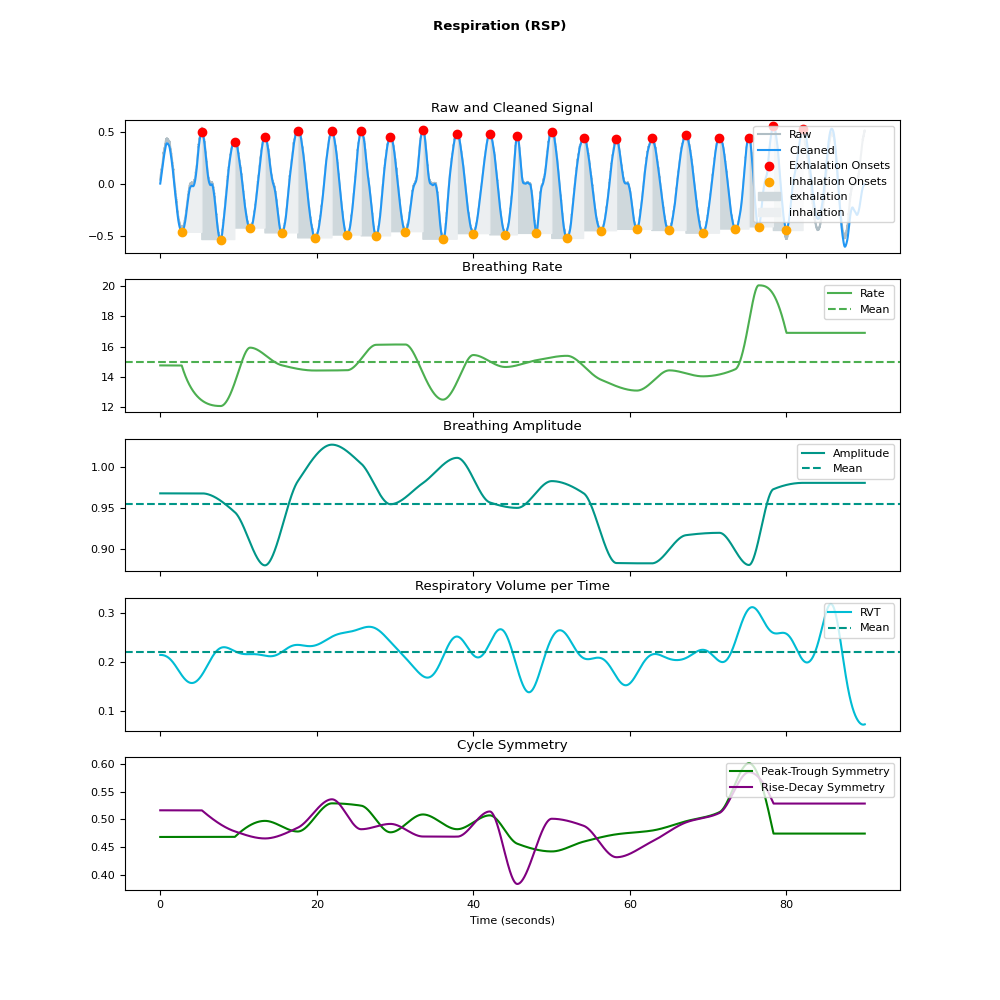 Respiration (RSP)
Raw and Cleaned Signal
0.5
0.0
−0.5
Raw
Cleaned
Exhalation Onsets
Inhalation Onsets
exhalation
inhalation
Breathing Rate
20
18
16
14
12
Rate
Mean
Breathing Amplitude
1.00
0.95
0.90
Amplitude
Mean
Respiratory Volume per Time
0.3
0.2
0.1
RVT
Mean
Cycle Symmetry
0.60
0.55
0.50
0.45
0.40
Peak-Trough Symmetry
Rise-Decay Symmetry
0 20 40 60 80
Time (seconds)